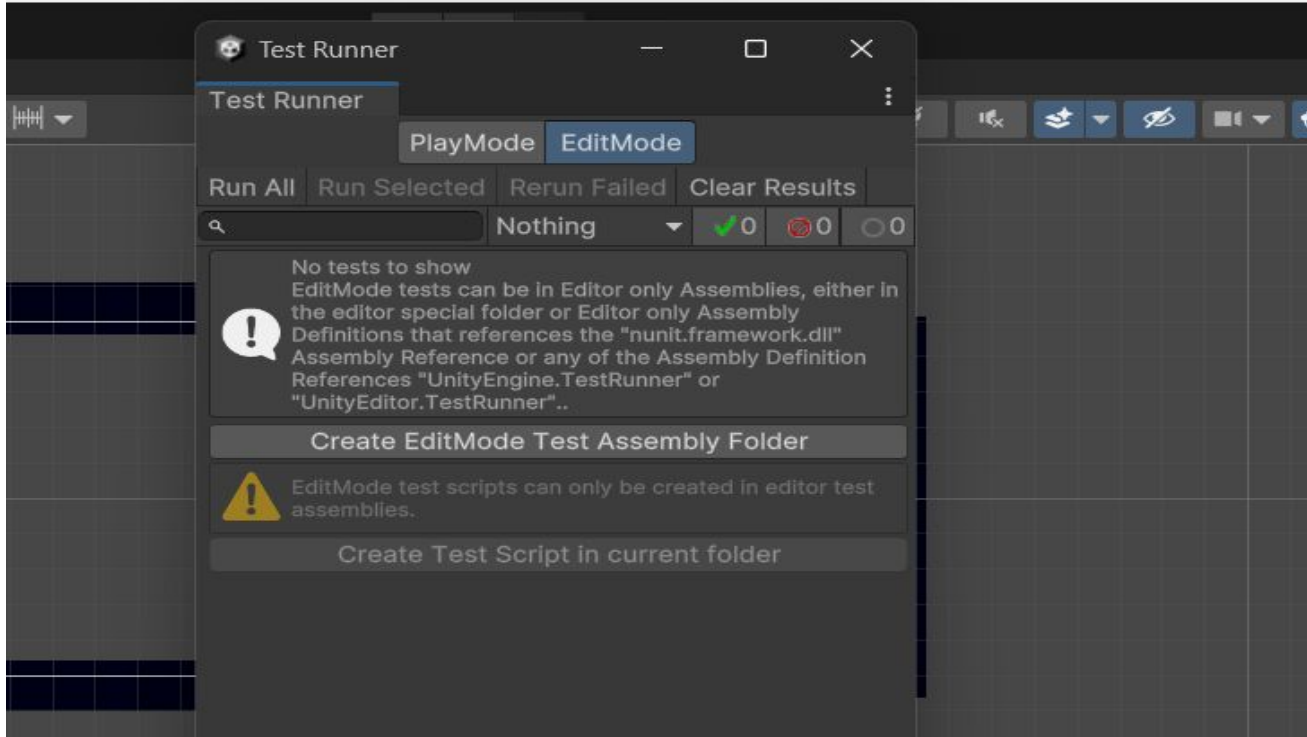 Test Runner
Test Runner
PlayMode EditMode
Run All Run Selected Rerun Failed Clear Results
Nothing 0 0 0
No tests to show
EditMode tests can be in Editor only Assemblies, either in
the editor special folder or Editor only Assembly
Definitions that references the "nunit.framework.dll"
Assembly Reference or any of the Assembly Definition
References "UnityEngine.TestRunner" or
"UnityEditor.TestRunner"..
Create EditMode Test Assembly Folder
EditMode test scripts can only be created in editor test
assemblies.
Create Test Script in current folder